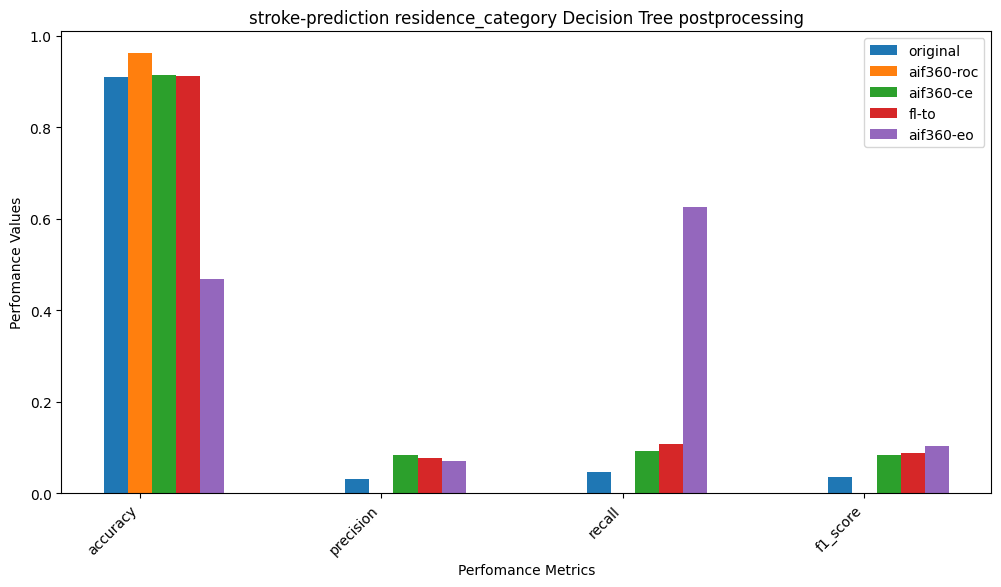 stroke-prediction residence_category Decision Tree postprocessing
original
aif360-roc
aif360-ce
fl-to
aif360-eo
1.0
0.8
0.6
0.4
0.2
0.0
Perfomance Values
accuracy
precision
recall
f1_score
Perfomance Metrics